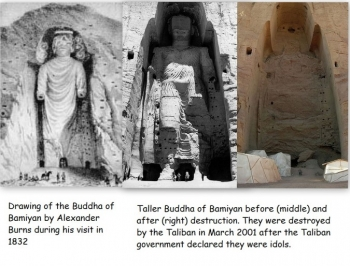 Drawing of the Buddha of
Bamiyan by Alexander
Burns during his visit in
1832
Taller Buddha of Bamiyan before (middle) and
after (right) destruction. They were destroyed
by the Taliban in March 2001 after the Taliban
government declared they were idols.